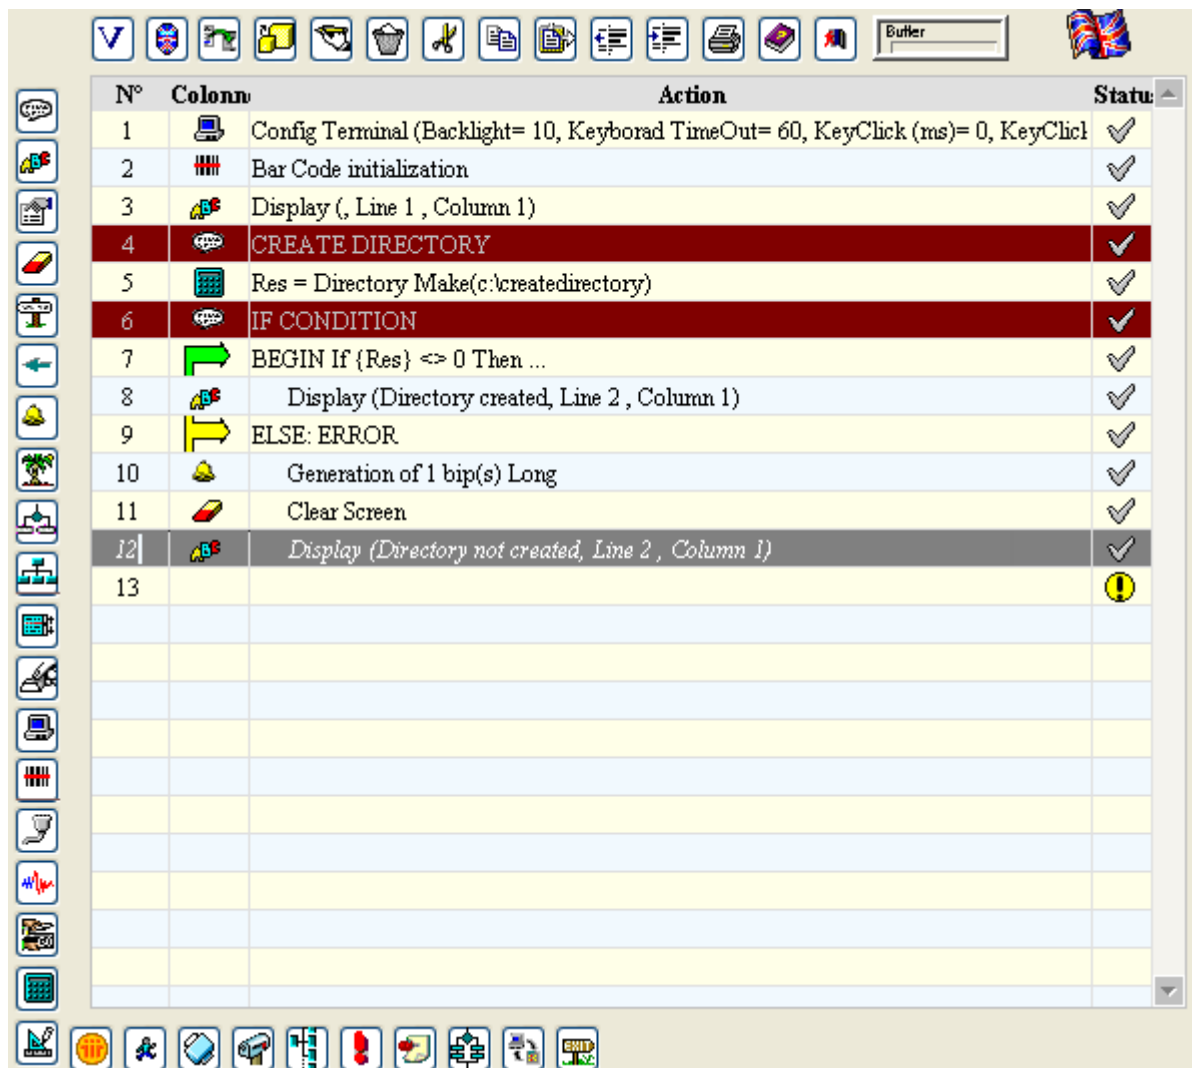 Buffer
N° Colonn Action Statu
1 Config Terminal (Backlight= 10, Keyborad TimeOut= 60, KeyClick (ms)= 0, KeyClick
2 Bar Code initialization
3 Display (, Line 1 , Column 1)
4 CREATE DIRECTORY
5 Res = Directory Make(c:\createdirectory)
6 IF CONDITION
7 BEGIN If {Res} <> 0 Then ...
8 Display (Directory created, Line 2 , Column 1)
9 ELSE: ERROR
10 Generation of 1 bip(s) Long
11 Clear Screen
12 Display (Directory not created, Line 2 , Column 1)
13
EXIT